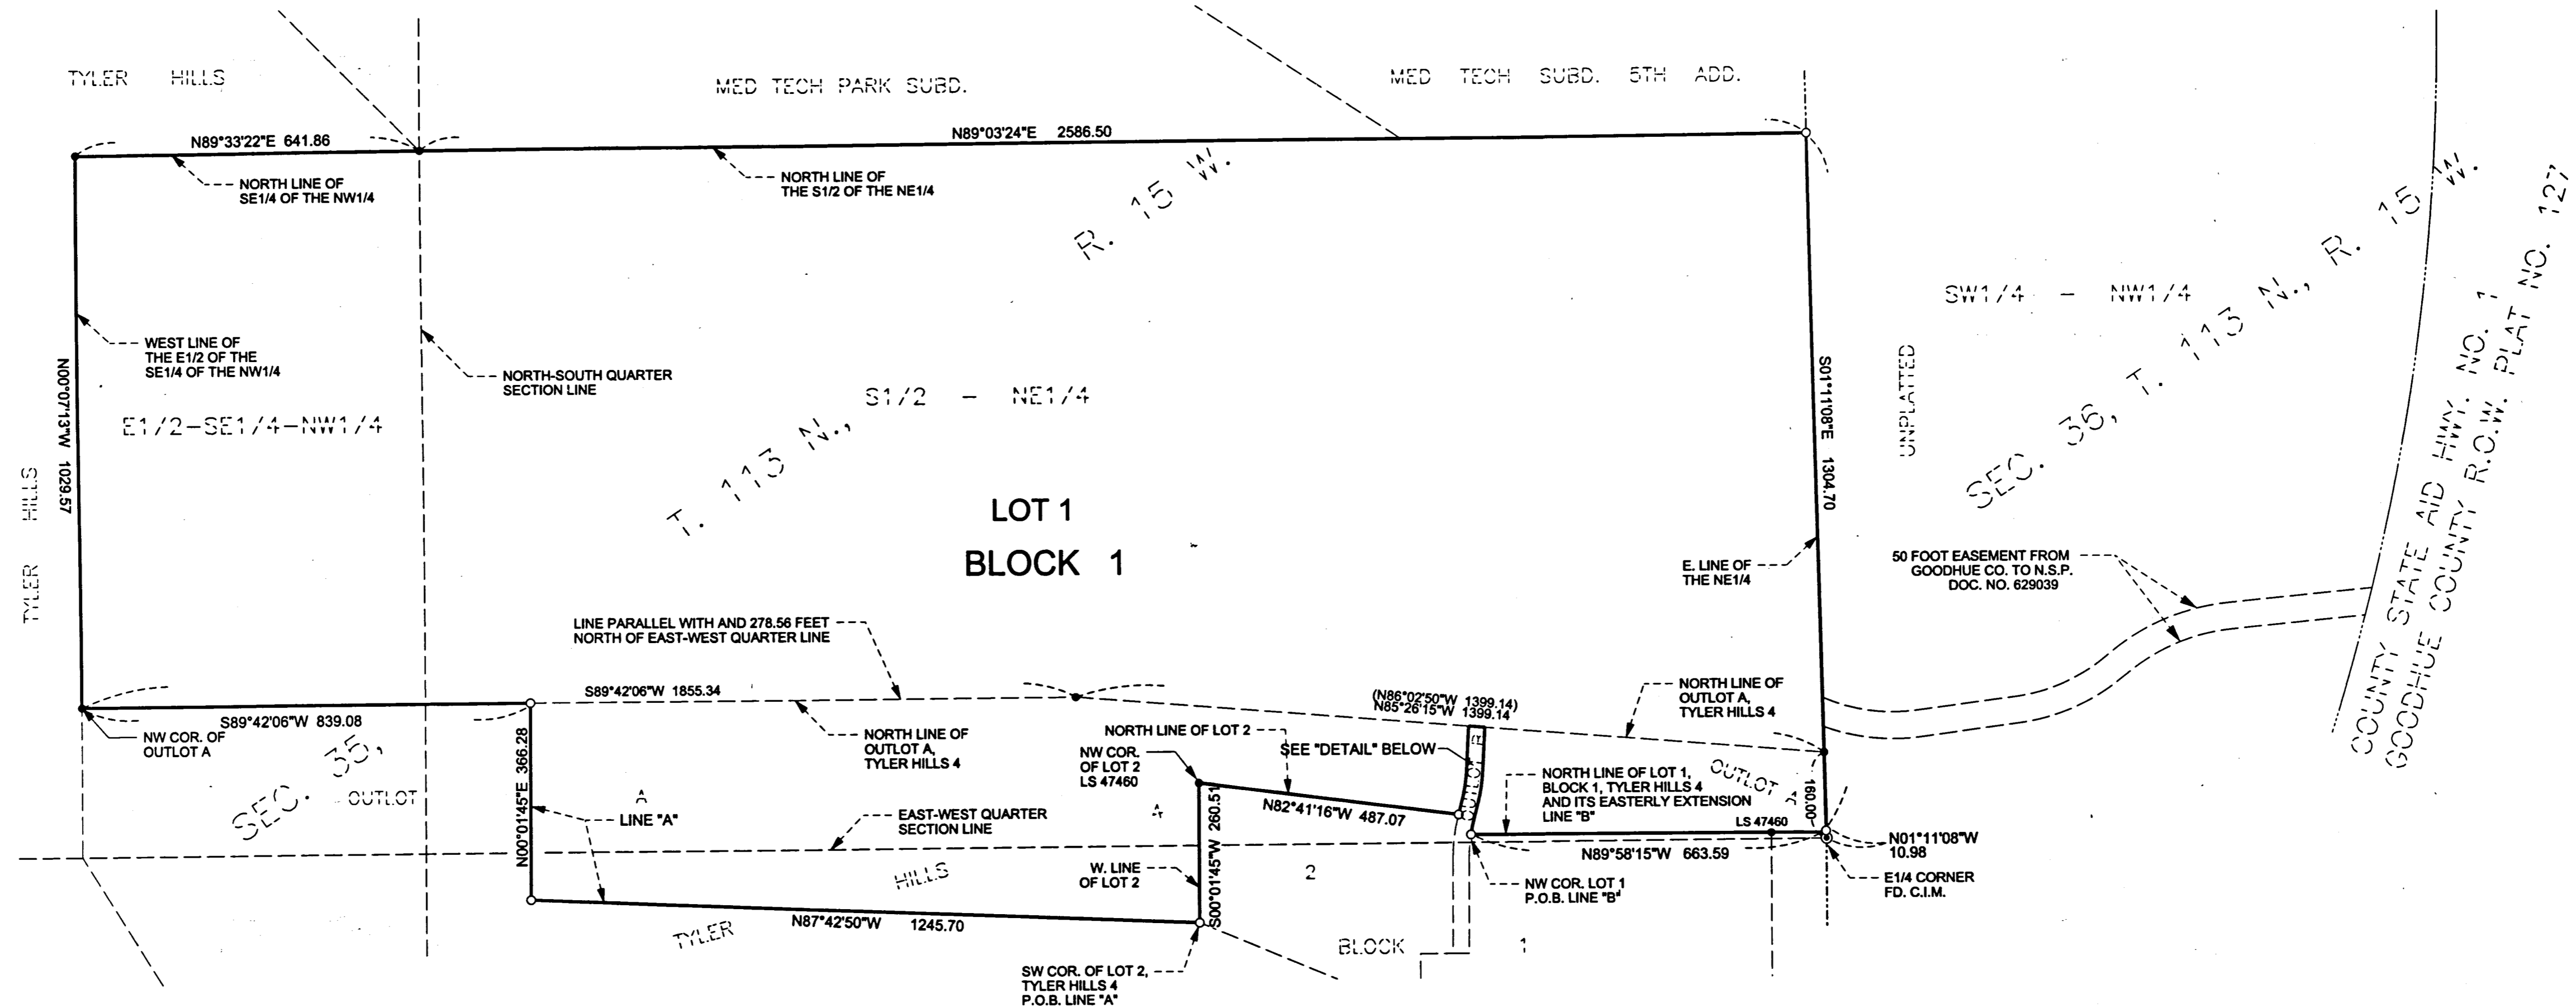 TYLER HILLS
MED TECH PARK SUBD.
MED TECH SUBD. 5TH ADD.
N89°33'22"E 641.86
N89°03'24"E 2586.50
NORTH LINE OF
SE1/4 OF THE NW1/4
NORTH LINE OF
THE S1/2 OF THE NE1/4
R. 15 W.
WEST LINE OF
THE E1/2 OF THE
SE1/4 OF THE NW1/4
NORTH-SOUTH QUARTER
SECTION LINE
N00°07'13"W 1029.57
E1/2-SE1/4-NW1/4
S1/2 - NE1/4
T. 113 N.,
TYLER HILLS
LOT 1
BLOCK 1
S01°11'08"E 1304.70
E. LINE OF
THE NE1/4
UNPLATTED
SW1/4 - NW1/4
SEC. 36, T. 113 N., R. 15 W.
50 FOOT EASEMENT FROM
GOODHUE CO. TO N.S.P.
DOC. NO. 629039
COUNTY STATE AID HWY. NO. 1
GOODHUE COUNTY R.O.W. PLAT NO. 127
LINE PARALLEL WITH AND 278.56 FEET
NORTH OF EAST-WEST QUARTER LINE
S89°42'06"W 1855.34
S89°42'06"W 839.08
NW COR. OF
OUTLOT A
SEC. 35,
OUTLOT A
N00°01'45"E 366.28
LINE "A"
NORTH LINE OF
OUTLOT A,
TYLER HILLS 4
EAST-WEST QUARTER
SECTION LINE
(N86°02'50"W 1399.14)
N85°26'15"W 1399.14
NORTH LINE OF
OUTLOT A,
TYLER HILLS 4
NORTH LINE OF LOT 2
NW COR.
OF LOT 2
LS 47460
SEE "DETAIL" BELOW
OUTLOT B
N82°41'16"W 487.07
NORTH LINE OF LOT 1,
BLOCK 1, TYLER HILLS 4
AND ITS EASTERLY EXTENSION
LINE "B"
OUTLOT A
160.00
LS 47460
N89°58'15"W 663.59
N01°11'08"W
10.98
E1/4 CORNER
FD. C.I.M.
NW COR. LOT 1
P.O.B. LINE "B"
W. LINE
OF LOT 2
S00°01'45"W 260.51
2
TYLER HILLS 4
N87°42'50"W 1245.70
BLOCK 1
SW COR. OF LOT 2,
TYLER HILLS 4
P.O.B. LINE "A"